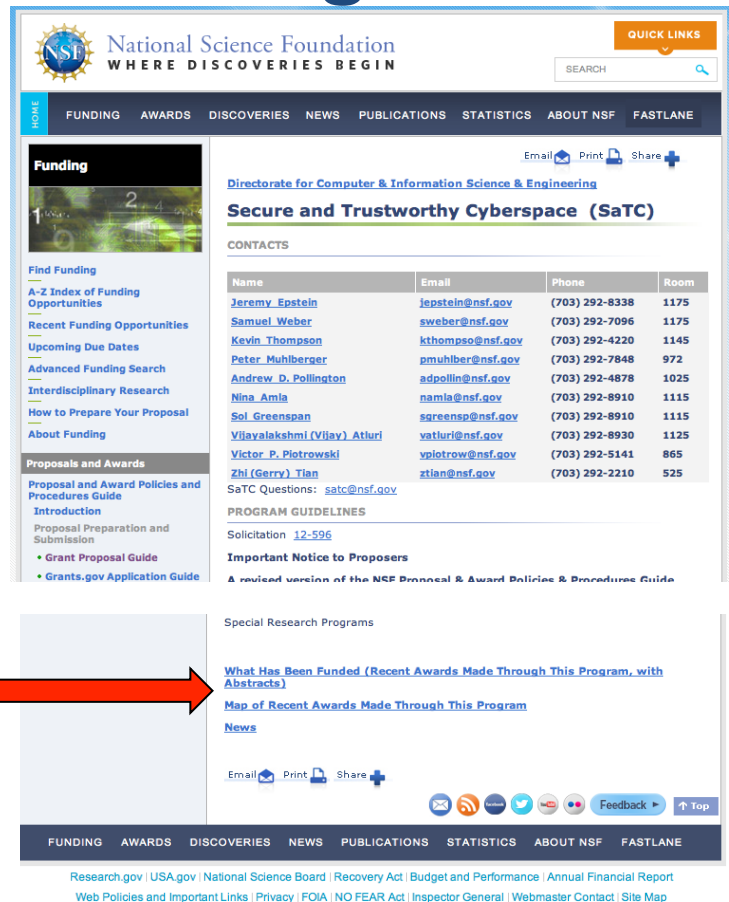 National Science Foundation
WHERE DISCOVERIES BEGIN
NSF
QUICK LINKS
SEARCH
HOME FUNDING AWARDS DISCOVERIES NEWS PUBLICATIONS STATISTICS ABOUT NSF FASTLANE
Email Print Share
Funding
Find Funding
A-Z Index of Funding
Opportunities
Recent Funding Opportunities
Upcoming Due Dates
Advanced Funding Search
Interdisciplinary Research
How to Prepare Your Proposal
About Funding
Proposals and Awards
Proposal and Award Policies and
Procedures Guide
Introduction
Proposal Preparation and
Submission
• Grant Proposal Guide
• Grants.gov Application Guide
Directorate for Computer & Information Science & Engineering
Secure and Trustworthy Cyberspace (SaTC)
CONTACTS
Name Email Phone Room
Jeremy Epstein jepstein@nsf.gov (703) 292-8338 1175
Samuel Weber sweber@nsf.gov (703) 292-7096 1175
Kevin Thompson kthompso@nsf.gov (703) 292-4220 1145
Peter Muhlberger pmuhlber@nsf.gov (703) 292-7848 972
Andrew D. Pollington adpollin@nsf.gov (703) 292-4878 1025
Nina Amla namla@nsf.gov (703) 292-8910 1115
Sol Greenspan sgreensp@nsf.gov (703) 292-8910 1115
Vijayalakshmi (Vijay) Atluri vatluri@nsf.gov (703) 292-8930 1125
Victor P. Piotrowski vpiotrow@nsf.gov (703) 292-5141 865
Zhi (Gerry) Tian ztian@nsf.gov (703) 292-2210 525
SaTC Questions: satc@nsf.gov
PROGRAM GUIDELINES
Solicitation 12-596
Important Notice to Proposers
A revised version of the NSF Proposal & Award Policies & Procedures Guide
Special Research Programs
What Has Been Funded (Recent Awards Made Through This Program, with
Abstracts)
Map of Recent Awards Made Through This Program
News
Email Print Share
Feedback Top
FUNDING AWARDS DISCOVERIES NEWS PUBLICATIONS STATISTICS ABOUT NSF FASTLANE
Research.gov | USA.gov | National Science Board | Recovery Act | Budget and Performance | Annual Financial Report
Web Policies and Important Links | Privacy | FOIA | NO FEAR Act | Inspector General | Webmaster Contact | Site Map